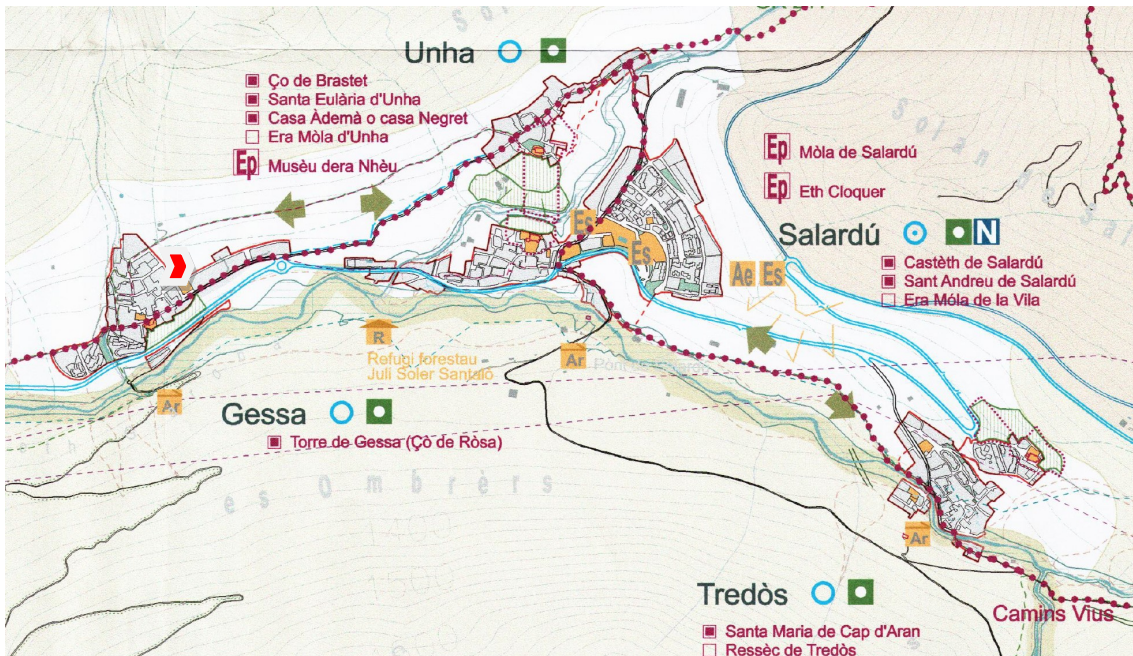 Unha
Ço de Brastet
Santa Eulària d'Unha
Casa Àdemà o casa Negret
Era Mòla d'Unha
Ep Musèu dera Nhèu
Ep Mòla de Salardú
Ep Eth Cloquer
Salardú N
Castèth de Salardú
Sant Andreu de Salardú
Era Móla de la Vila
Es
Es
Ae Es
R
Refugi forestau
Juli Soler Santaló
Ar
Ar
Gessa
Torre de Gessa (Çò de Ròsa)
es Ombrèrs
Ar
Tredòs
Santa Maria de Cap d'Aran
Ressèc de Tredòs
Camins Vius